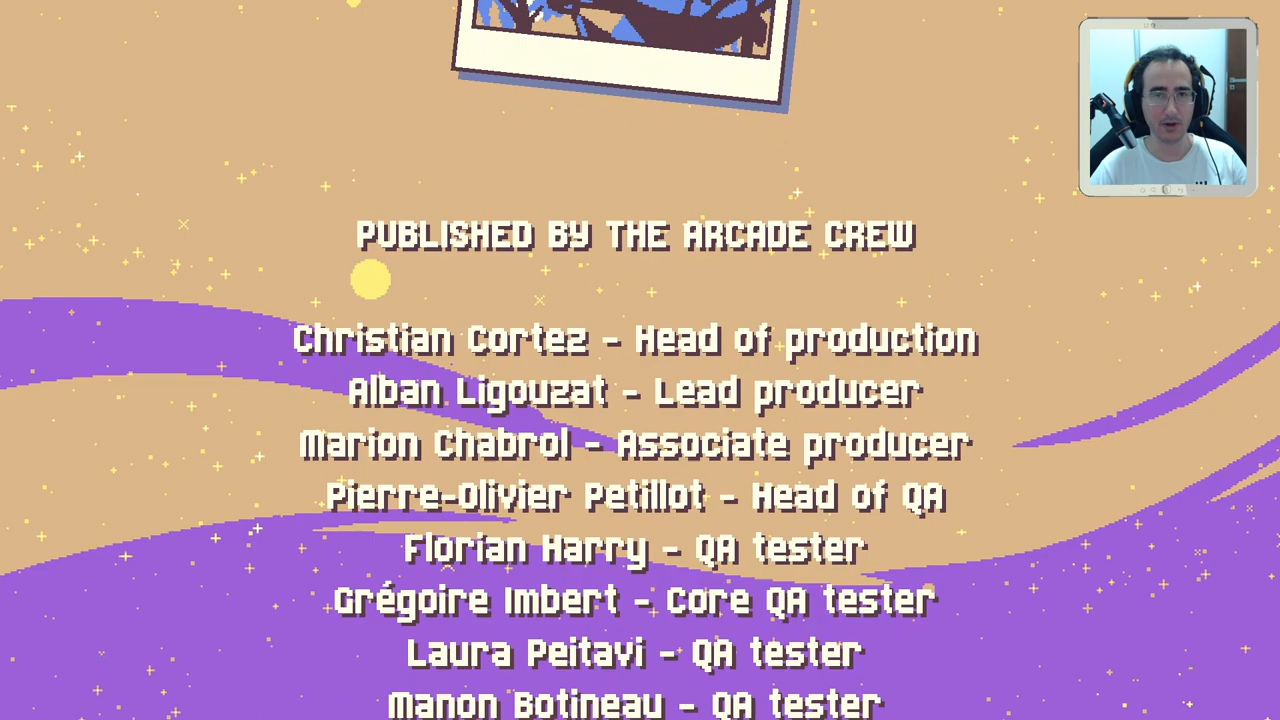 PUBLISHED BY THE ARCADE CREW
Christian Cortez - Head of production
Alban Ligouzat - Lead producer
Marion Chabrol - Associate producer
Pierre-Olivier Petillot - Head of QA
Florian Harry - QA tester
Grégoire Imbert - Core QA tester
Laura Peitavi - QA tester
Manon Botineau - QA tester